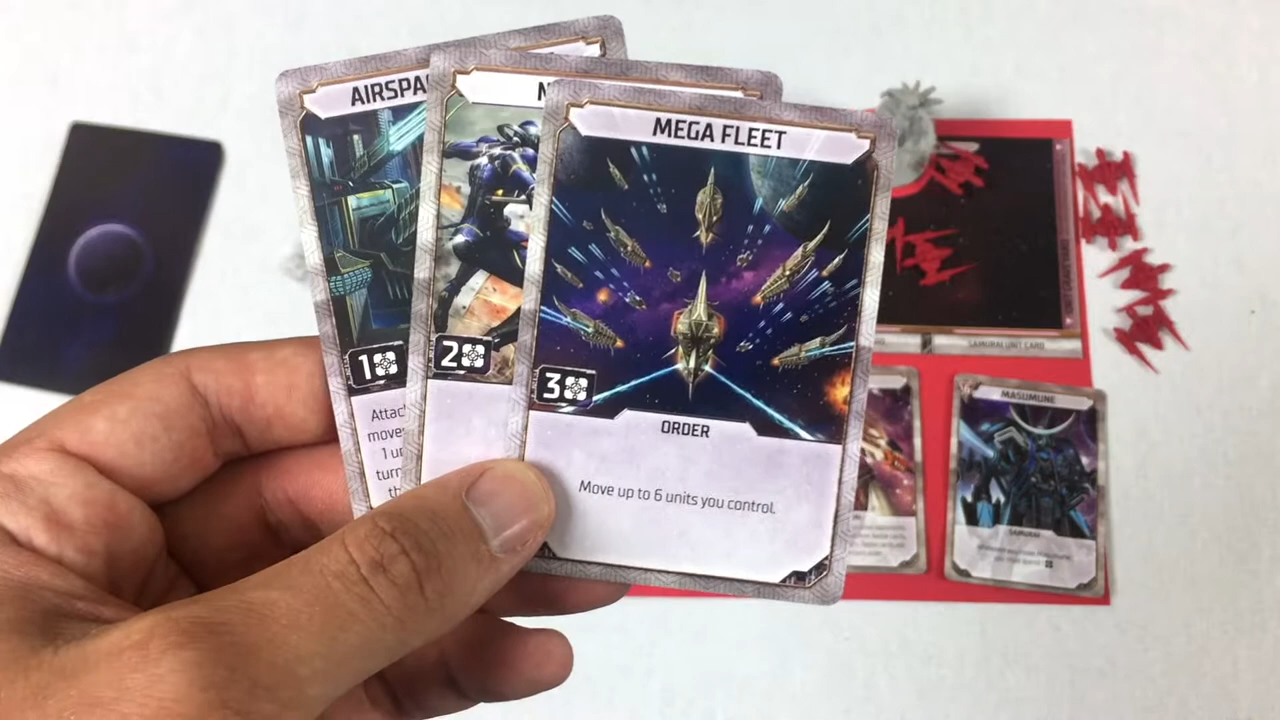 AIRSPA
N
MEGA FLEET
1
2
3
ORDER
Attac
move
1 u
turn
th
Move up to 6 units you control.
SAMURAI UNIT CARD
MASUMUNE
SAMURAI